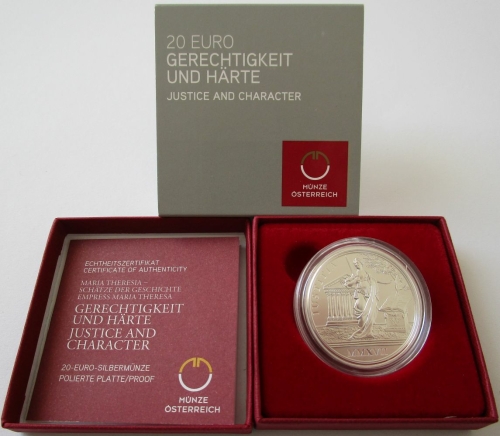 20 EURO
GERECHTIGKEIT
UND HÄRTE
JUSTICE AND CHARACTER
MÜNZE
ÖSTERREICH
ECHTHEITSZERTIFIKAT
CERTIFICATE OF AUTHENTICITY
MARIA THERESIA –
SCHÄTZE DER GESCHICHTE
EMPRESS MARIA THERESA
GERECHTIGKEIT
UND HÄRTE
JUSTICE AND
CHARACTER
20-EURO-SILBERMÜNZE
POLIERTE PLATTE/PROOF
MÜNZE
ÖSTERREICH